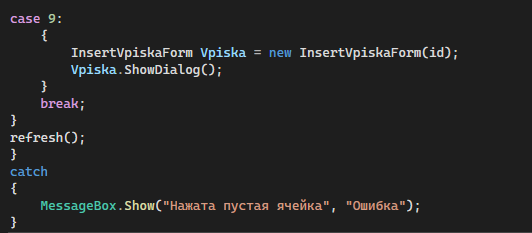 case 9:
{
InsertVpiskaForm Vpiska = new InsertVpiskaForm(id);
Vpiska.ShowDialog();
}
break;
}
refresh();
}
catch
{
MessageBox.Show("Нажата пустая ячейка", "Ошибка");
}